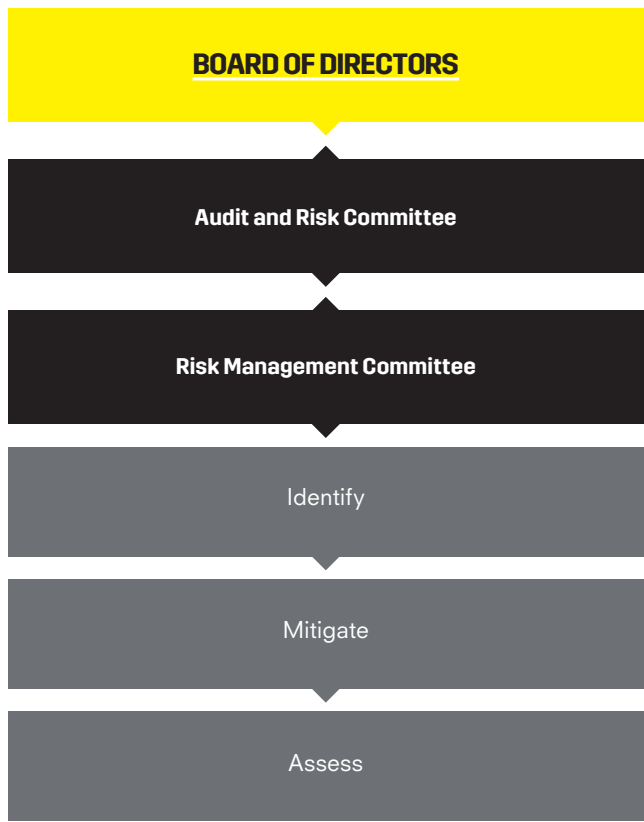 BOARD OF DIRECTORS
Audit and Risk Committee
Risk Management Committee
Identify
Mitigate
Assess